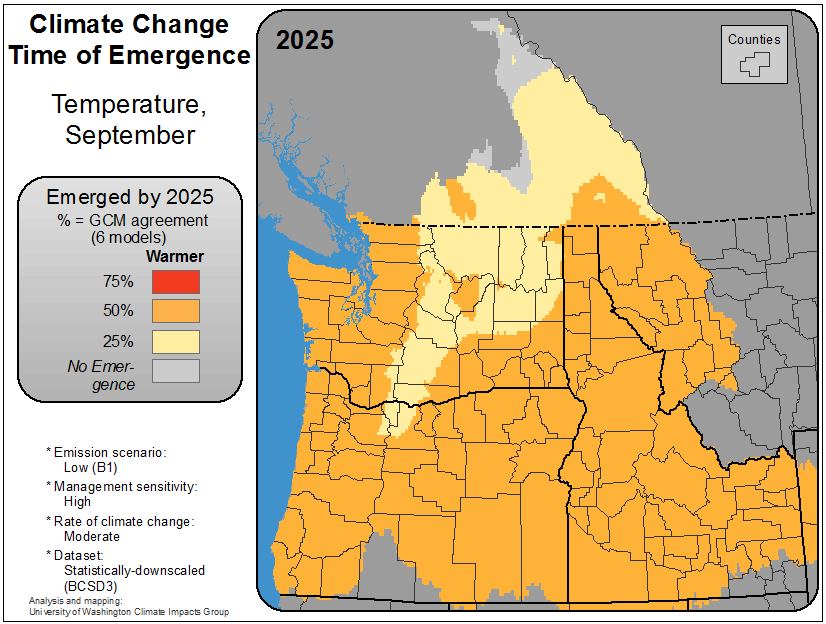 Climate Change
Time of Emergence
Temperature,
September
Emerged by 2025
% = GCM agreement
(6 models)
Warmer
75%
50%
25%
No Emer-
gence
* Emission scenario:
Low (B1)
* Management sensitivity:
High
* Rate of climate change:
Moderate
* Dataset:
Statistically-downscaled
(BCSD3)
Analysis and mapping:
University of Washington Climate Impacts Group
2025
Counties